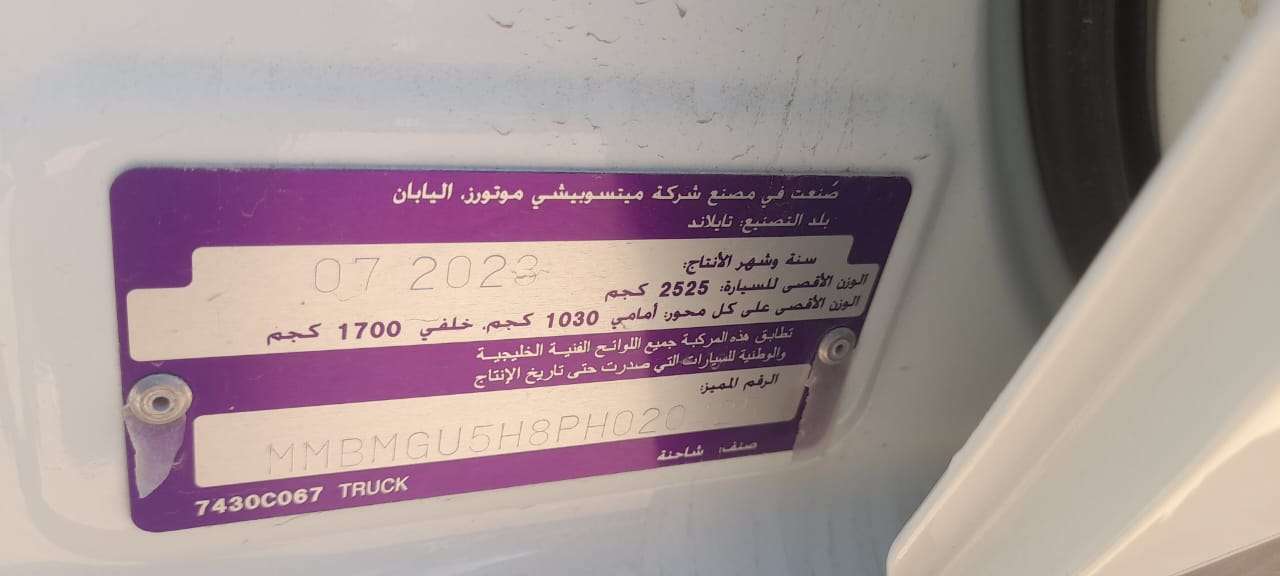 صُنعت في مصنع شركة ميتسوبيشي موتورز، اليابان
بلد التصنيع: تايلاند
سنة وشهر الأنتاج: 07 2023
الوزن الأقصى للسيارة: 2525 كجم
الوزن الأقصى على كل محور: أمامي 1030 كجم، خلفي 1700 كجم
تطابق هذه المركبة جميع اللوائح الفنية الخليجية
والوطنية للسيارات التي صدرت حتى تاريخ الإنتاج
الرقم المميز:
MMBMGU5H8PH020
صنف: شاحنة
7430C067 TRUCK